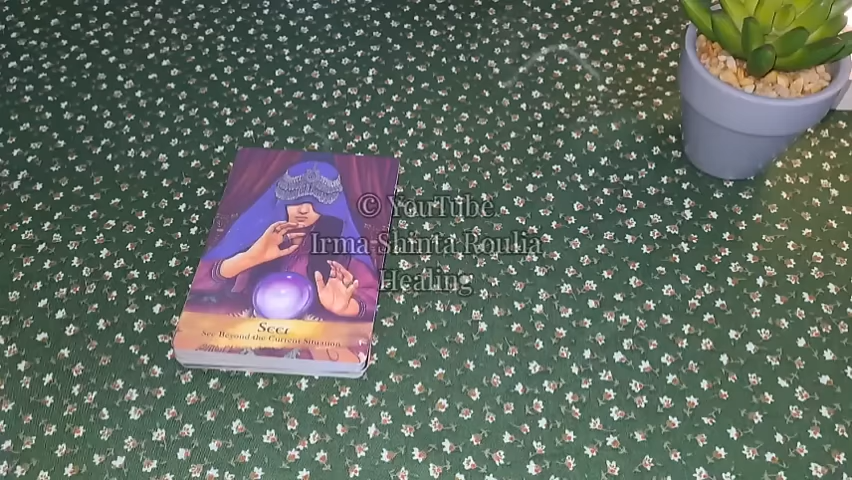 © YouTube
Irma Shinta Roulia
Healing
Seer
See Beyond the Current Situation